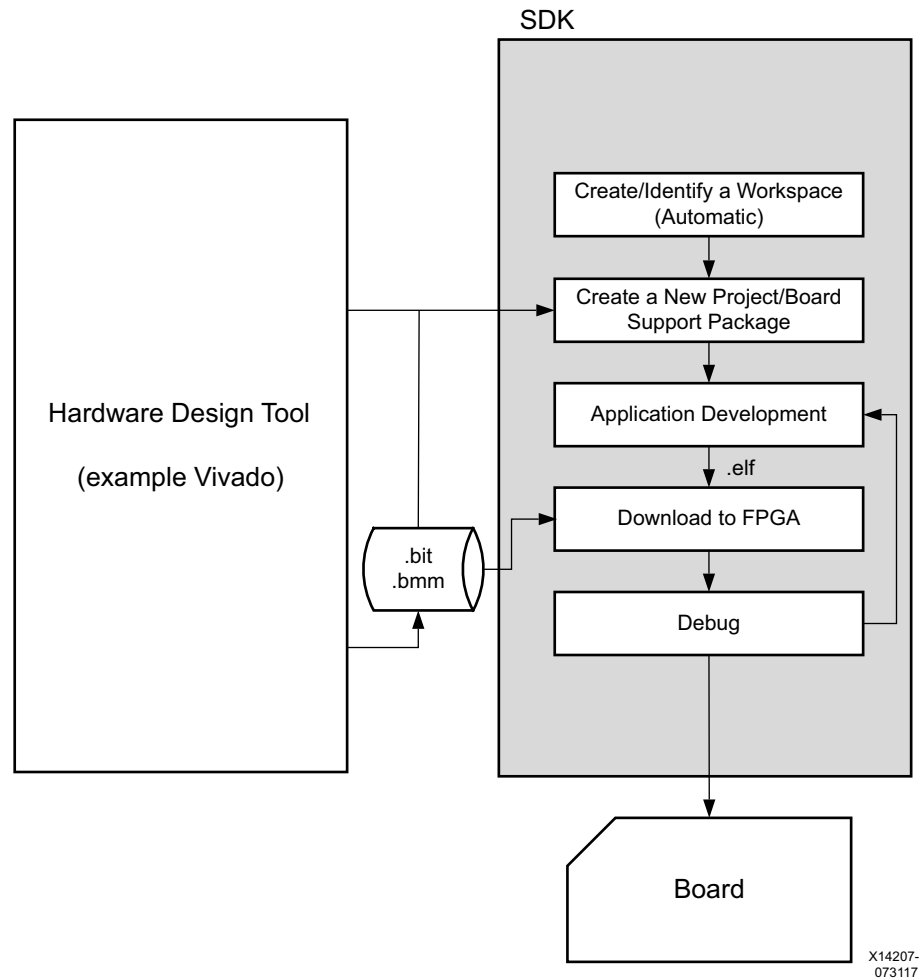 SDK
Create/Identify a Workspace
(Automatic)
Create a New Project/Board
Support Package
Hardware Design Tool
(example Vivado)
Application Development
.elf
Download to FPGA
.bit
.bmm
Debug
Board
X14207-
073117